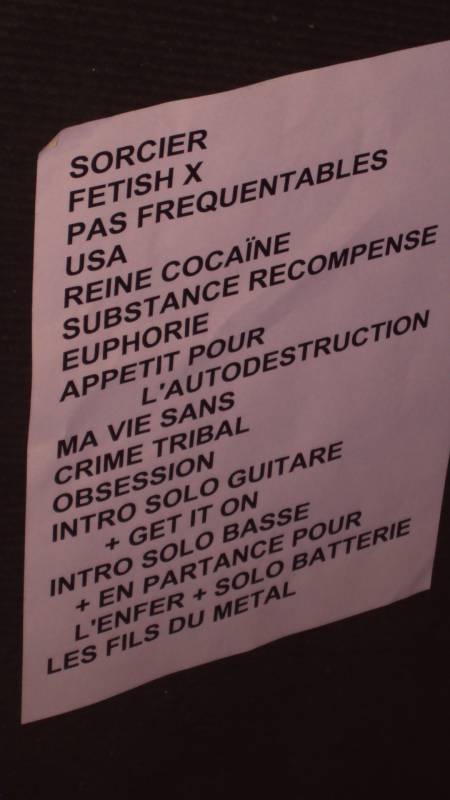 SORCIER
FETISH X
PAS FREQUENTABLES
USA
REINE COCAÏNE
SUBSTANCE RECOMPENSE
EUPHORIE
APPETIT POUR
L'AUTODESTRUCTION
MA VIE SANS
CRIME TRIBAL
OBSESSION
INTRO SOLO GUITARE
+ GET IT ON
INTRO SOLO BASSE
+ EN PARTANCE POUR
L'ENFER + SOLO BATTERIE
LES FILS DU METAL